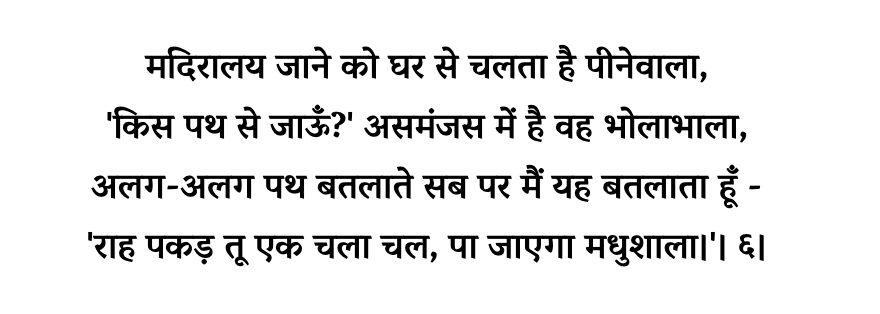 मदिरालय जाने को घर से चलता है पीनेवाला,
'किस पथ से जाऊँ?' असमंजस में है वह भोलाभाला,
अलग-अलग पथ बतलाते सब पर मैं यह बतलाता हूँ -
'राह पकड़ तू एक चला चल, पा जाएगा मधुशाला।'। ६।